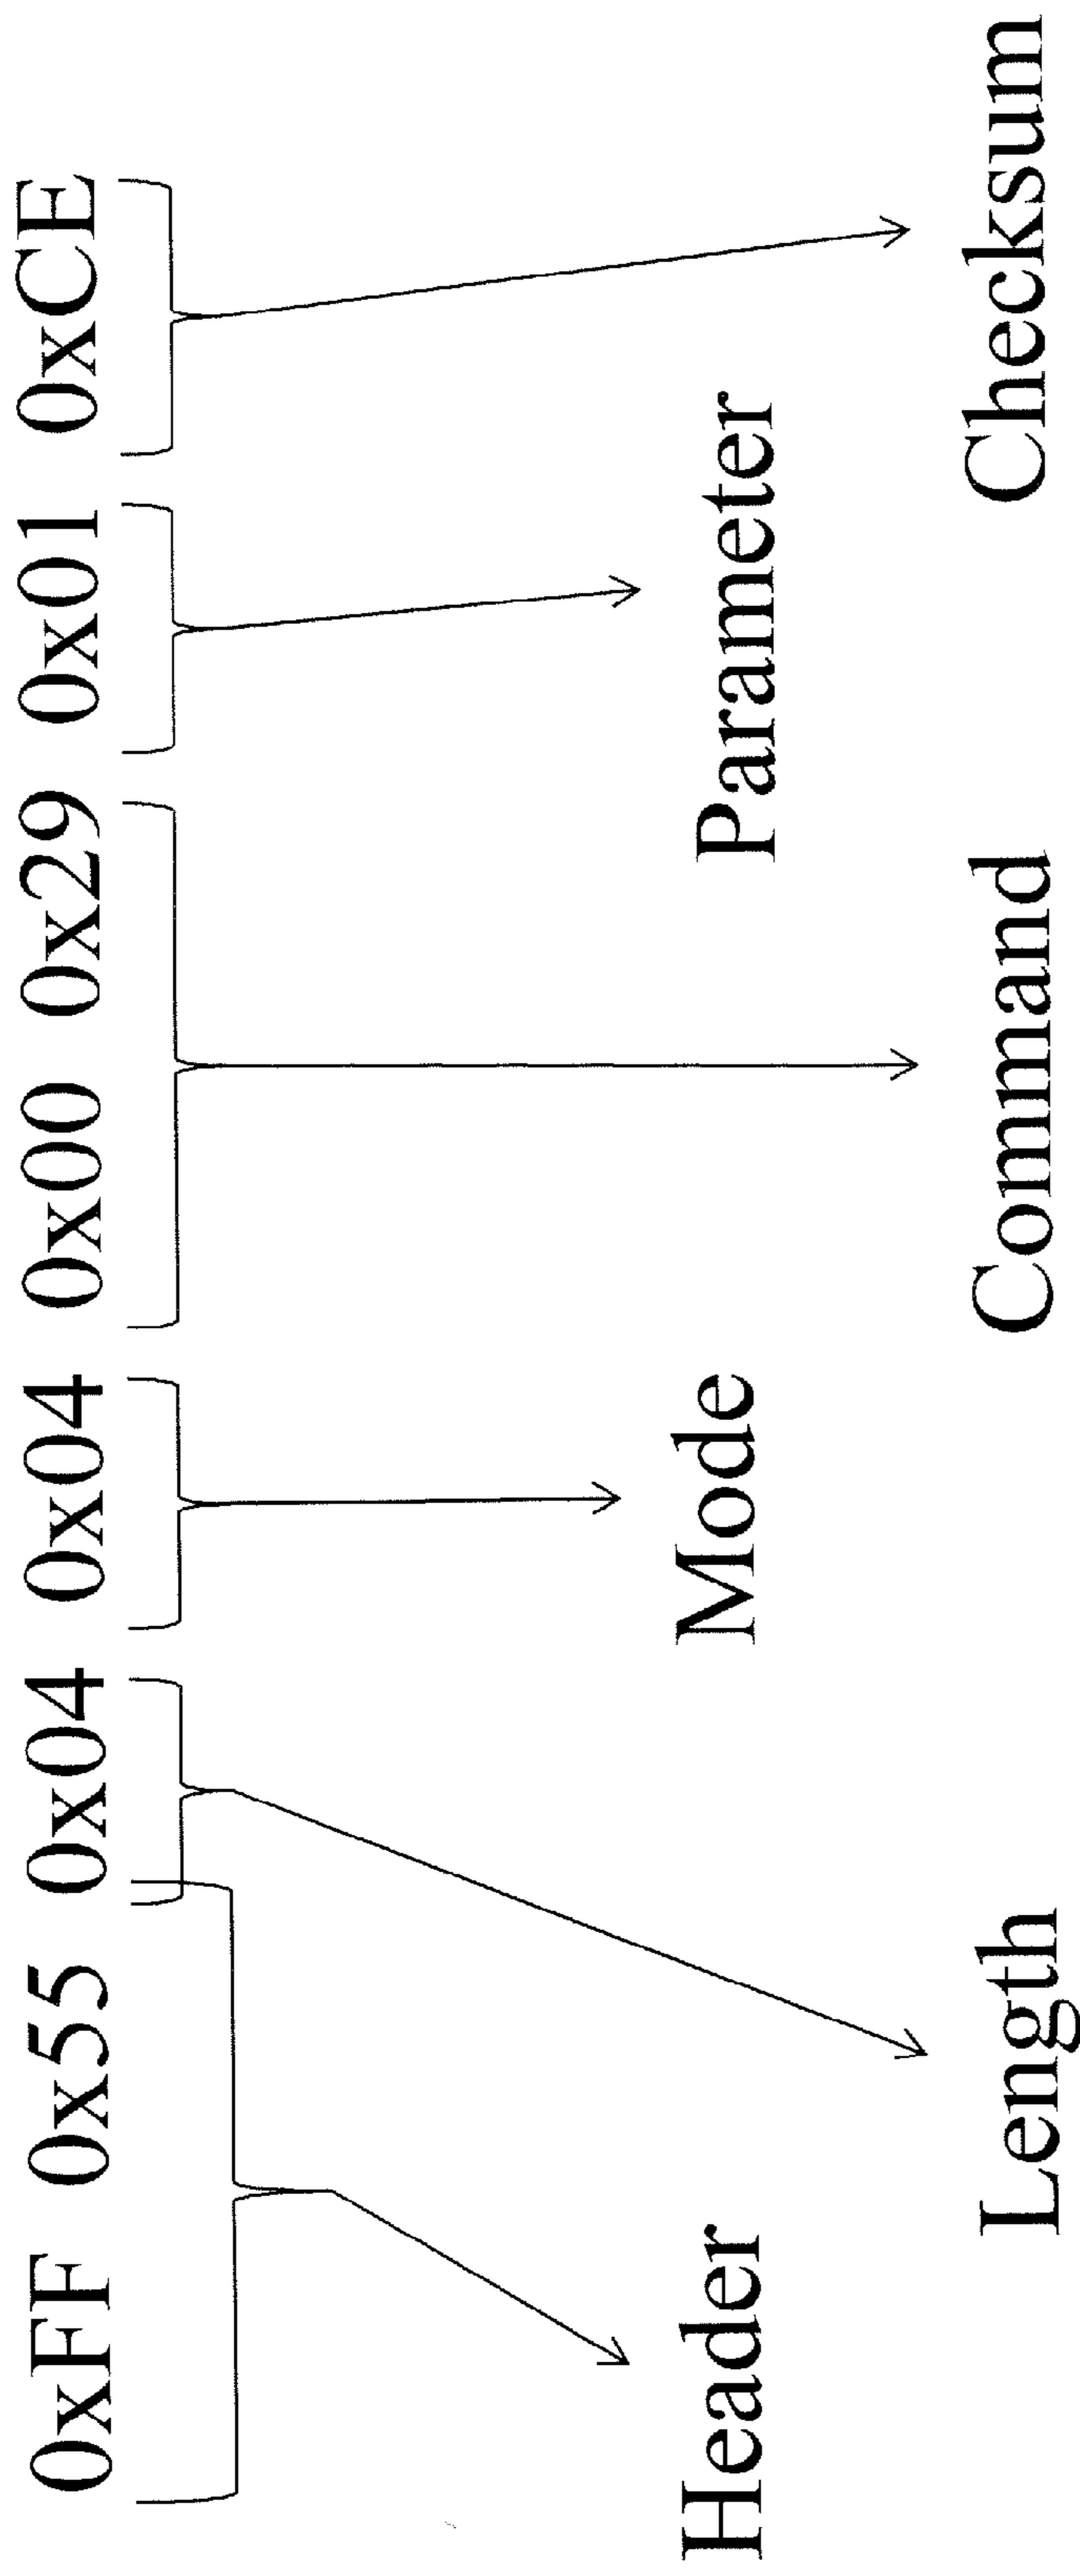 0xFF 0x55 0x04 0x04 0x00 0x29 0x01 0xCE
Header
Length
Mode
Command
Parameter
Checksum